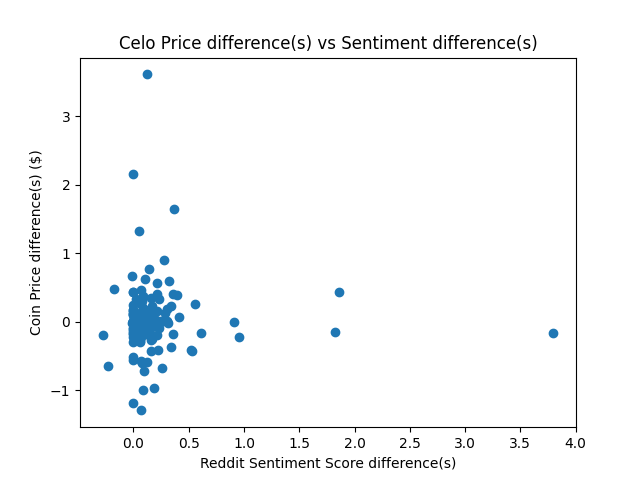 Celo Price difference(s) vs Sentiment difference(s)
Coin Price difference(s) ($)
3
2
1
0
−1
0.0 0.5 1.0 1.5 2.0 2.5 3.0 3.5 4.0
Reddit Sentiment Score difference(s)